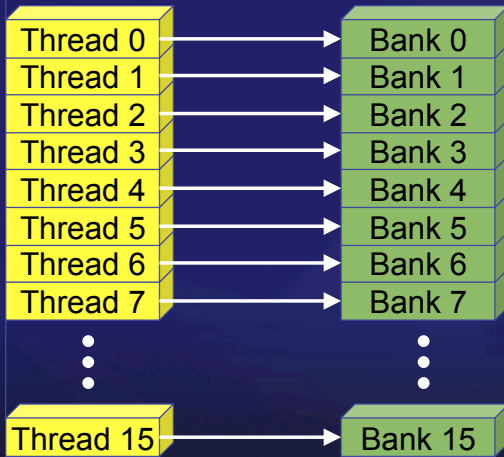 Thread 0 Bank 0
Thread 1 Bank 1
Thread 2 Bank 2
Thread 3 Bank 3
Thread 4 Bank 4
Thread 5 Bank 5
Thread 6 Bank 6
Thread 7 Bank 7
Thread 15 Bank 15